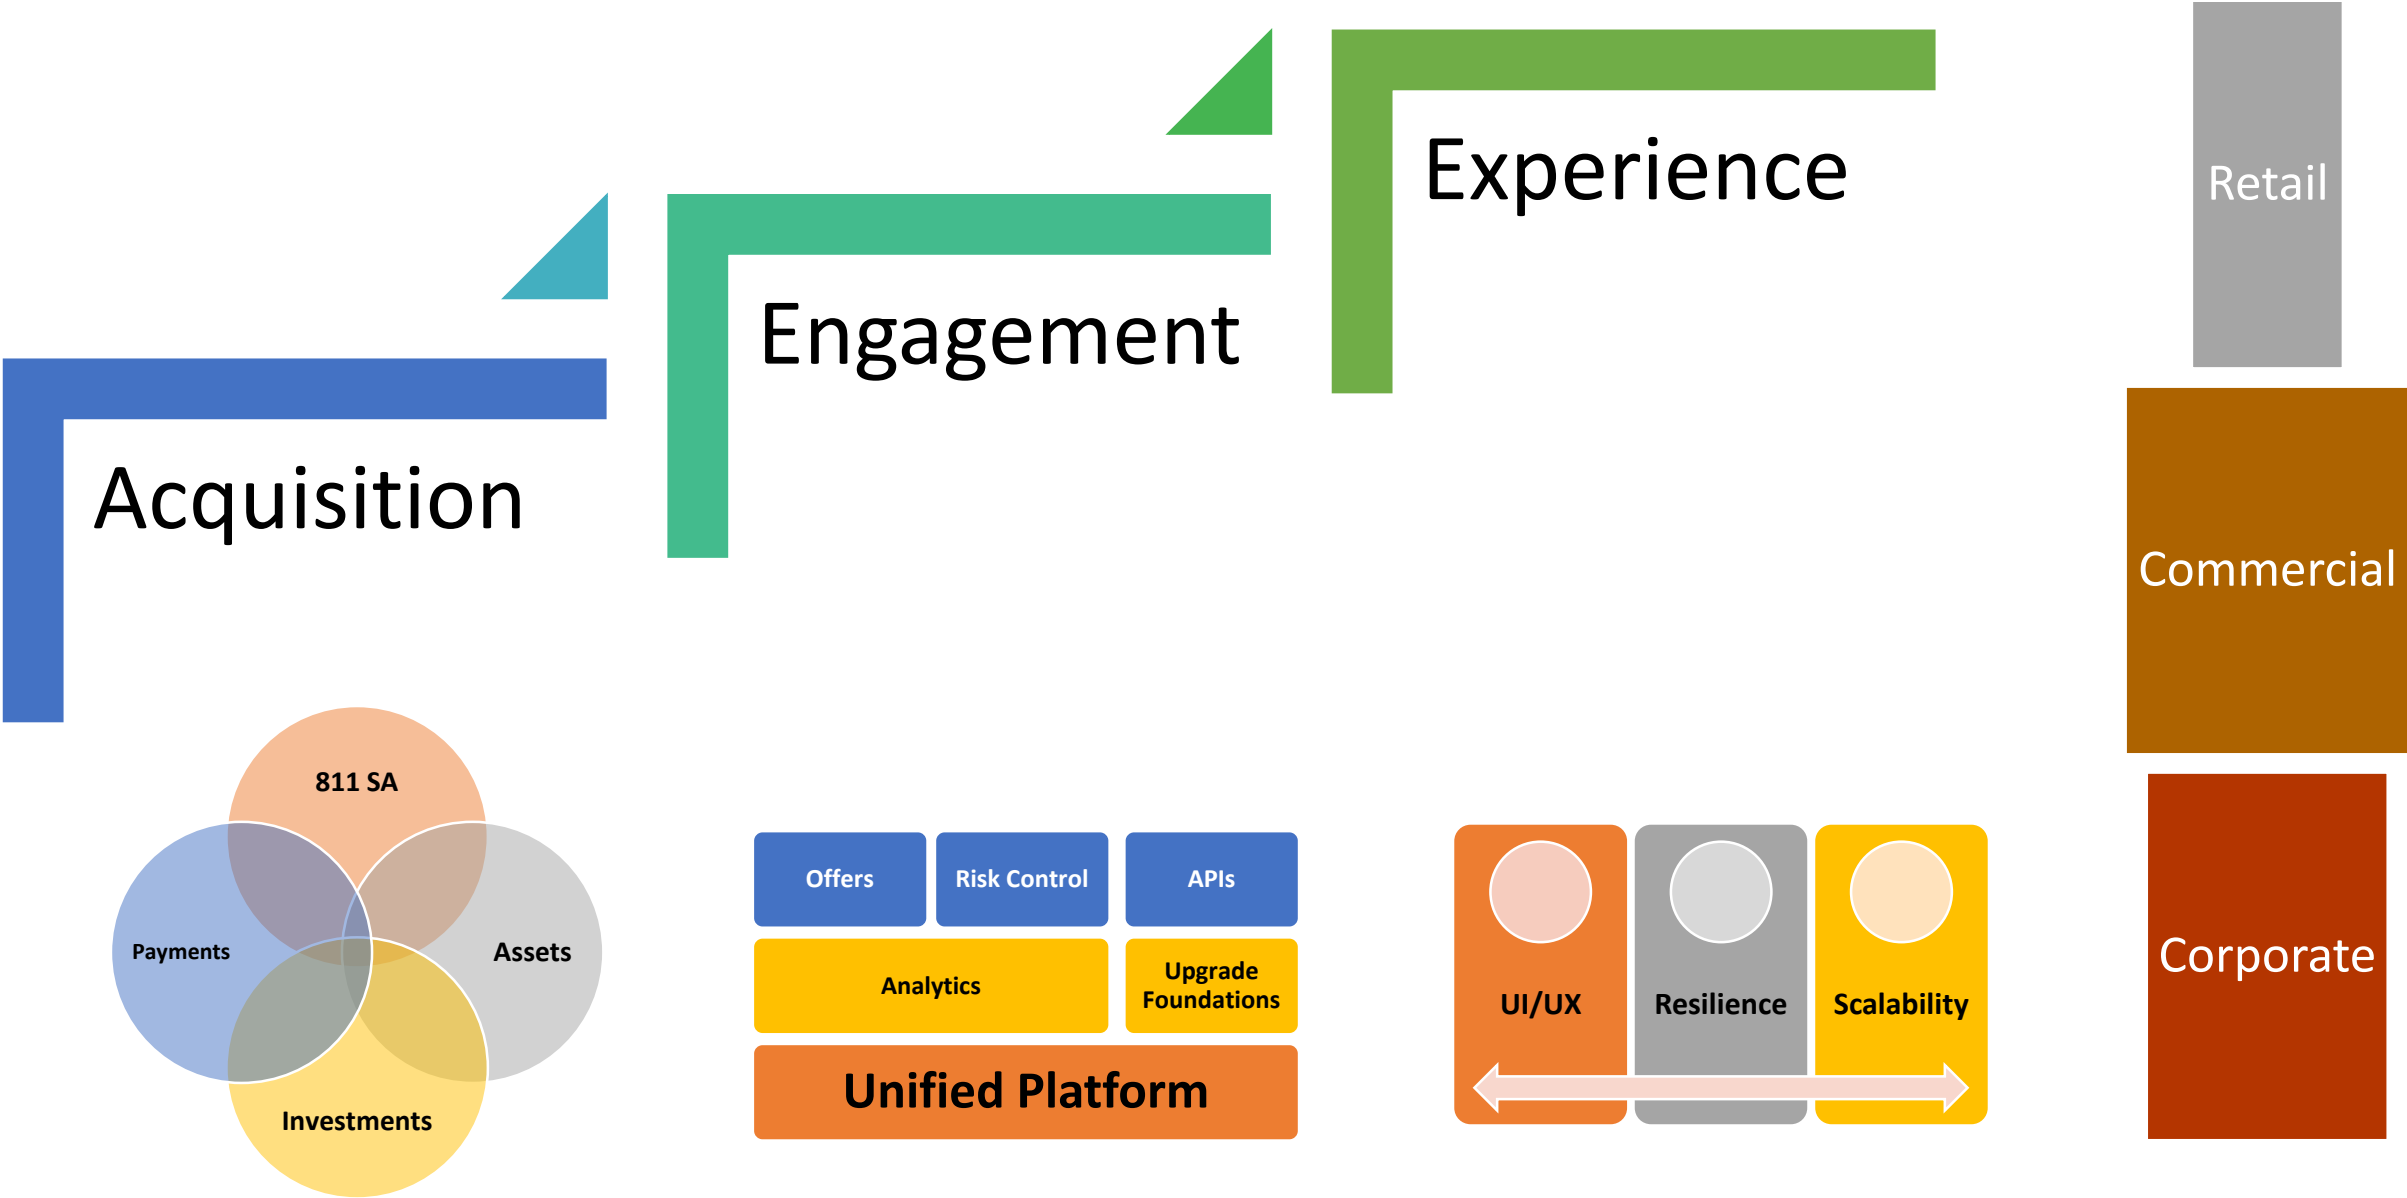 Acquisition
Engagement
Experience
811 SA
Payments
Assets
Investments
Offers
Risk Control
APIs
Analytics
Upgrade
Foundations
Unified Platform
UI/UX
Resilience
Scalability
Retail
Commercial
Corporate